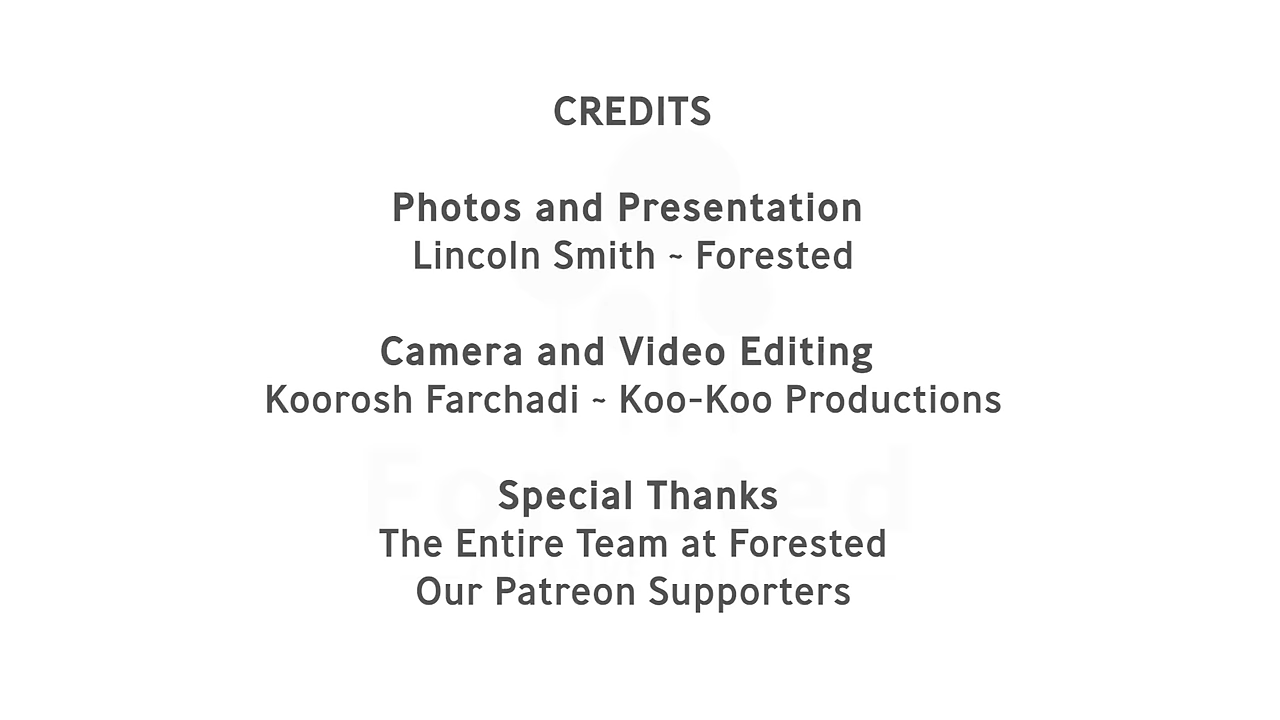 CREDITS
Photos and Presentation
Lincoln Smith ~ Forested
Camera and Video Editing
Koorosh Farchadi ~ Koo-Koo Productions
Forested
Special Thanks
The Entire Team at Forested
Our Patreon Supporters